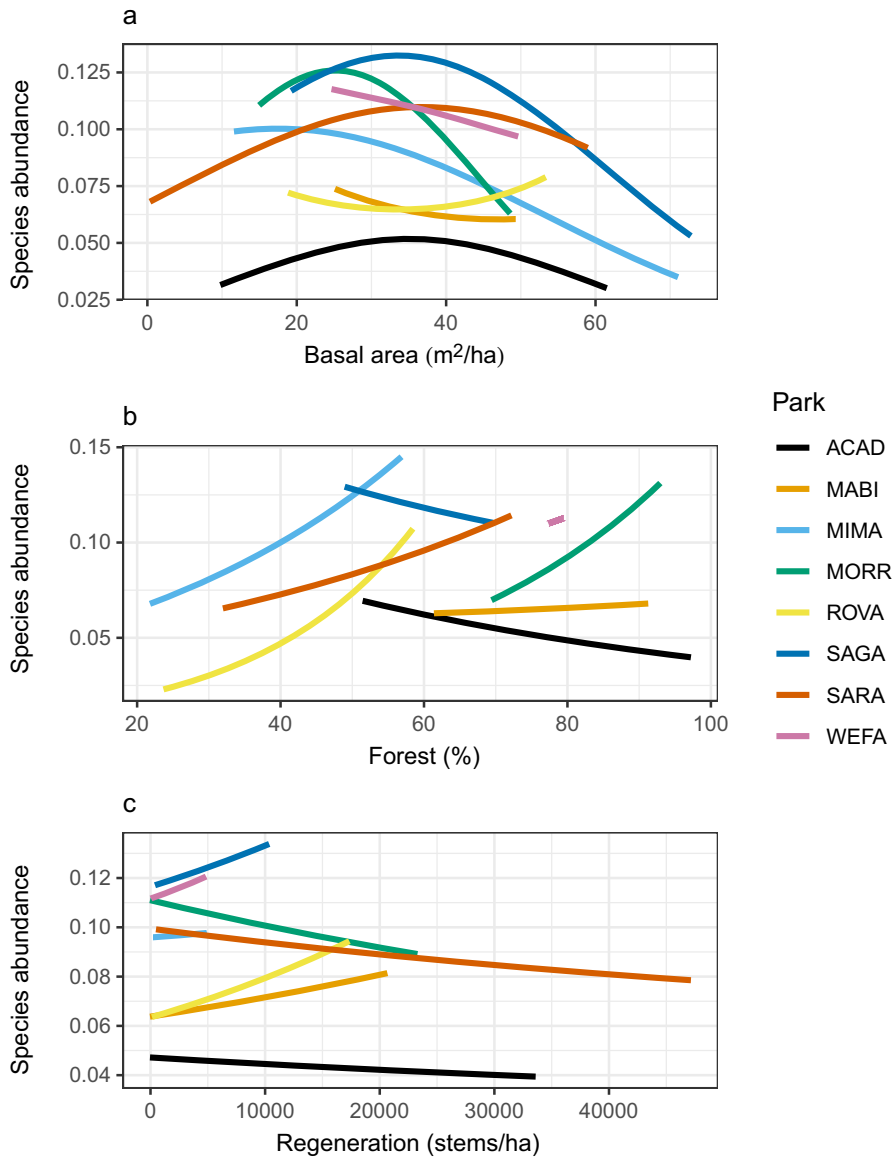 a
0.125
0.100
0.075
0.050
0.025
Species abundance
0 20 40 60
Basal area (m²/ha)
b
0.15
0.10
0.05
Species abundance
20 40 60 80 100
Forest (%)
Park
ACAD
MABI
MIMA
MORR
ROVA
SAGA
SARA
WEFA
c
0.12
0.10
0.08
0.06
0.04
Species abundance
0 10000 20000 30000 40000
Regeneration (stems/ha)